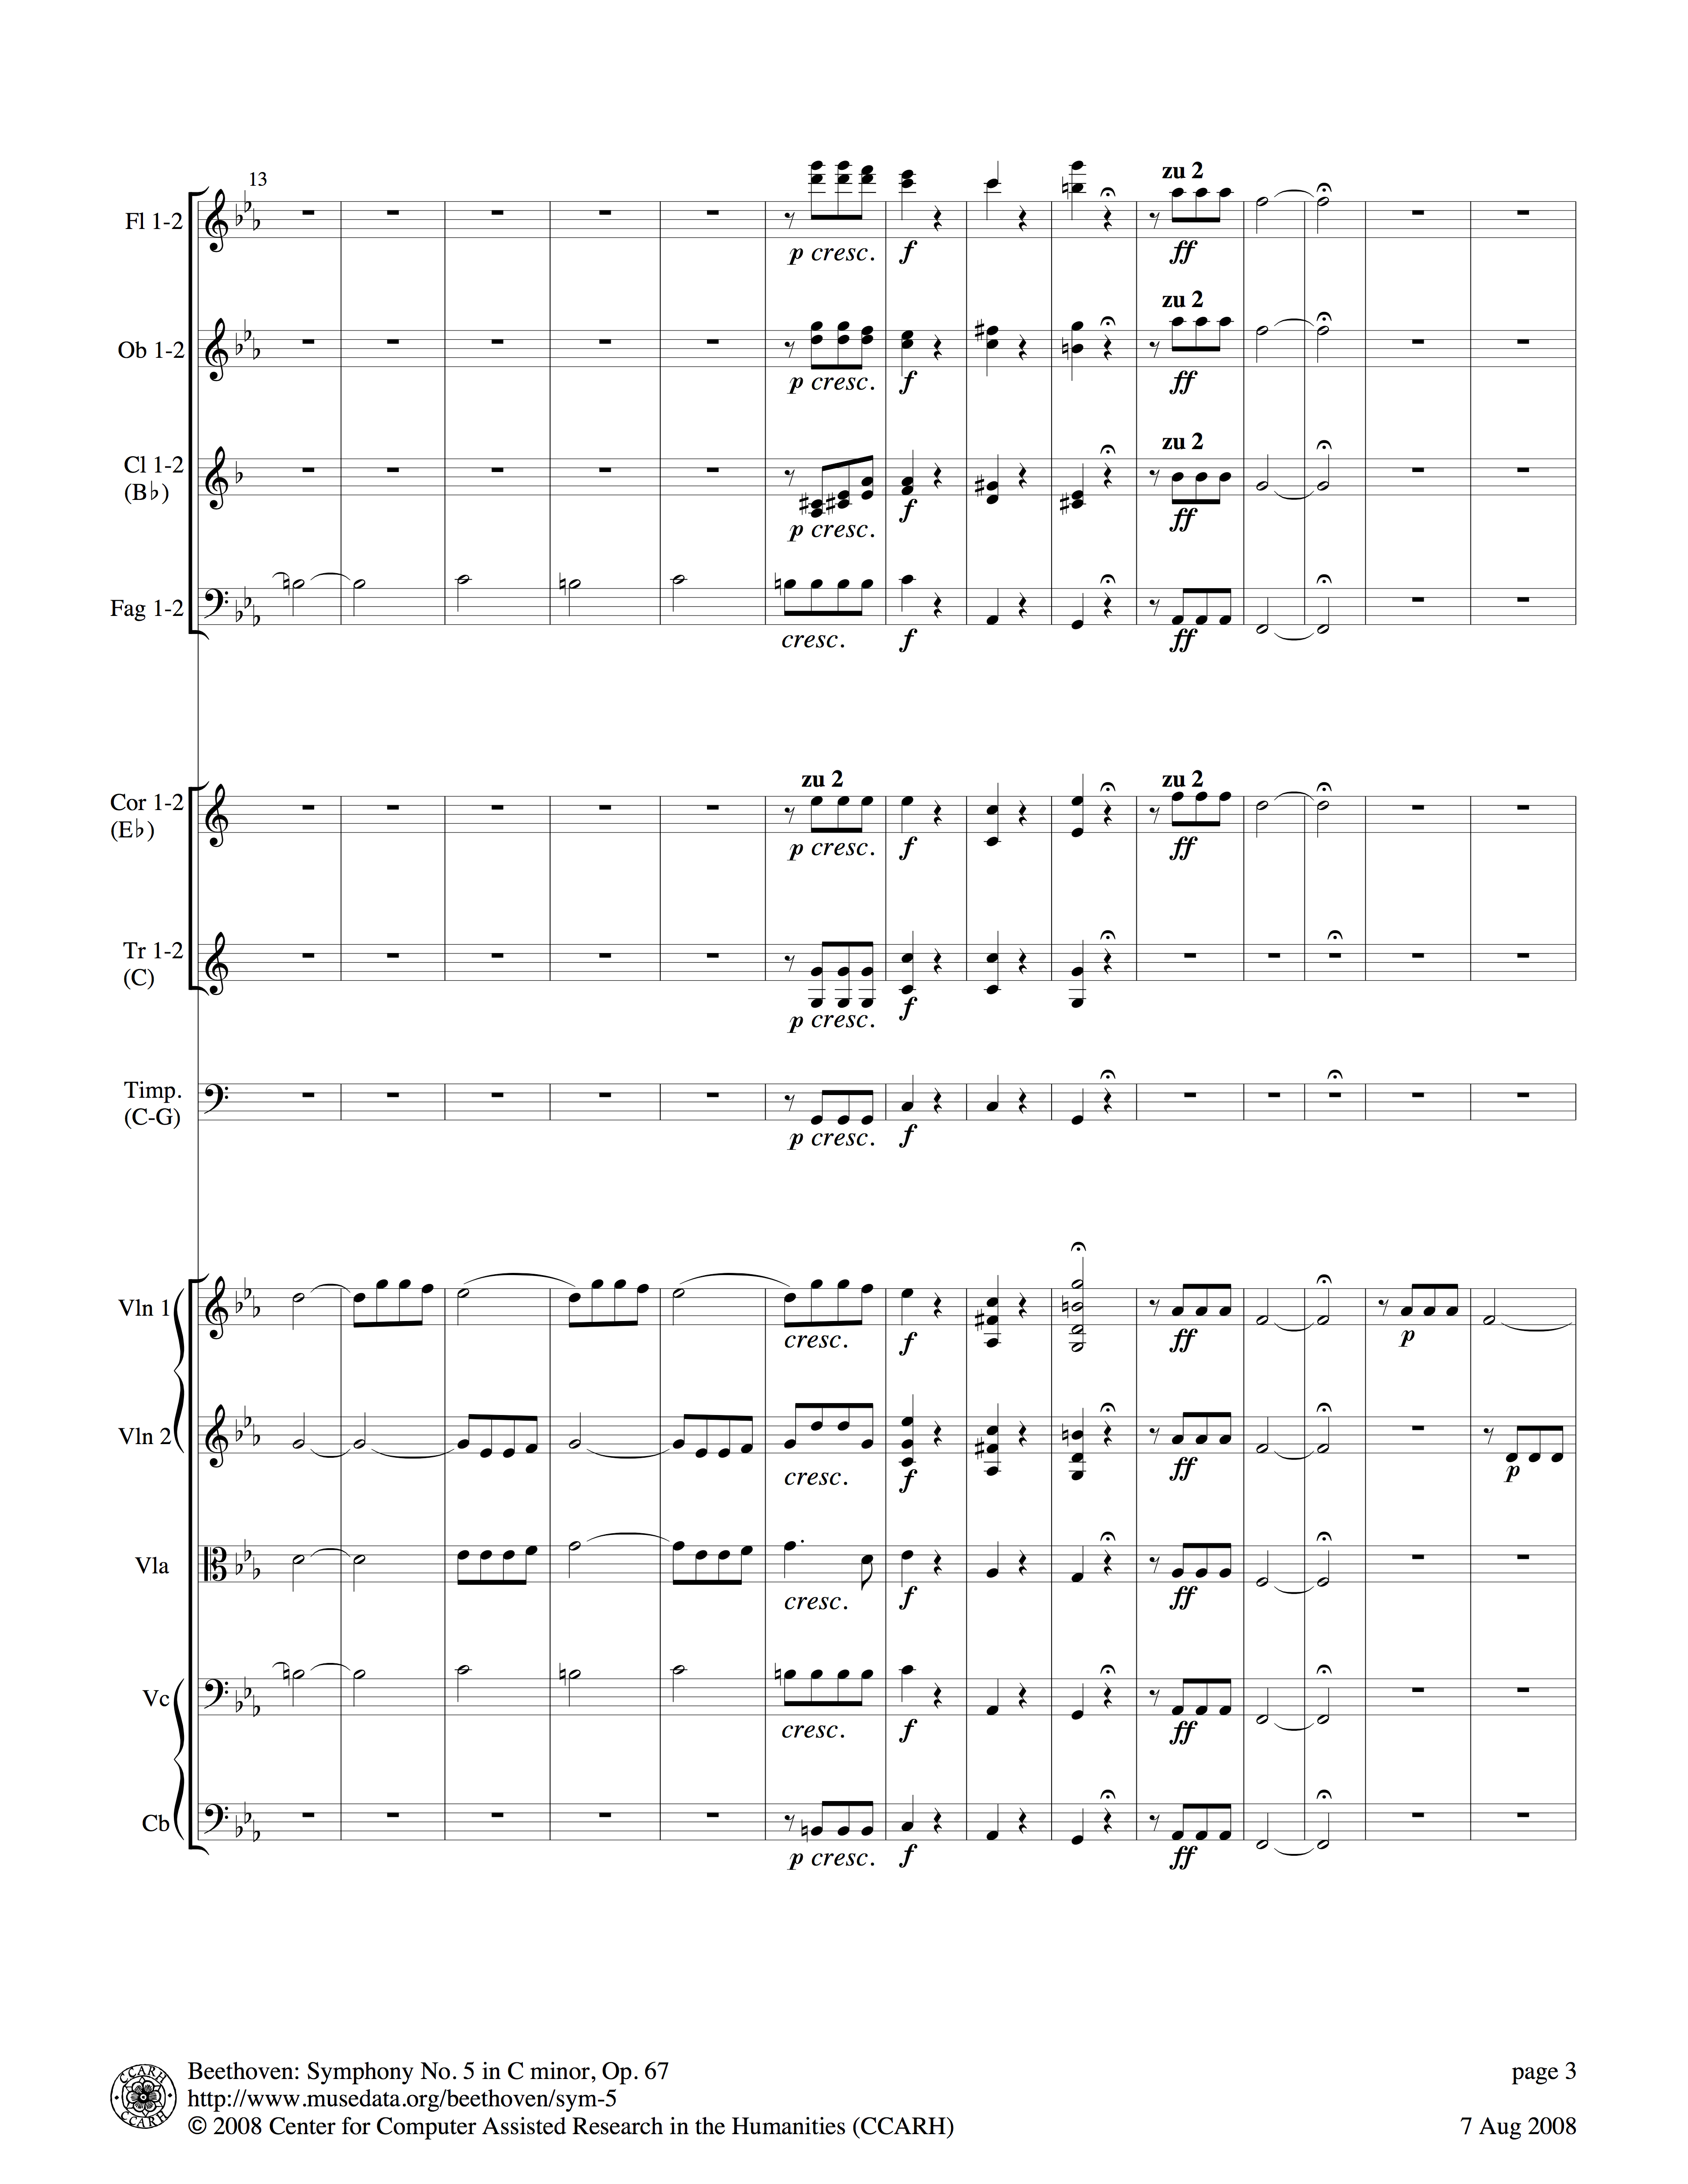 13
zu 2
Fl 1-2
p cresc. f ff
zu 2
Ob 1-2
p cresc. f ff
zu 2
Cl 1-2
(B♭)
p cresc. f ff
Fag 1-2
cresc. f ff
zu 2 zu 2
Cor 1-2
(E♭)
p cresc. f ff
Tr 1-2
(C)
p cresc. f
Timp.
(C-G)
p cresc. f
Vln 1
cresc. f ff p
Vln 2
cresc. f ff p
Vla
cresc. f ff
Vc
cresc. f ff
Cb
p cresc. f ff
CCARH
CCARH
Beethoven: Symphony No. 5 in C minor, Op. 67 page 3
http://www.musedata.org/beethoven/sym-5
© 2008 Center for Computer Assisted Research in the Humanities (CCARH) 7 Aug 2008